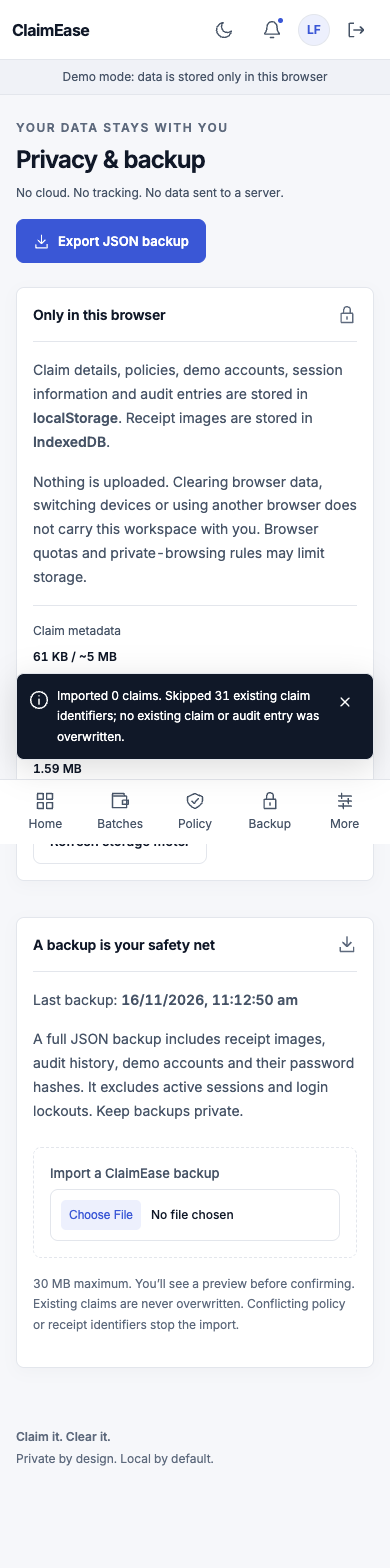 ClaimEase
LF
Demo mode: data is stored only in this browser
YOUR DATA STAYS WITH YOU
Privacy & backup
No cloud. No tracking. No data sent to a server.
Export JSON backup
Only in this browser
Claim details, policies, demo accounts, session
information and audit entries are stored in
localStorage. Receipt images are stored in
IndexedDB.
Nothing is uploaded. Clearing browser data,
switching devices or using another browser does
not carry this workspace with you. Browser
quotas and private-browsing rules may limit
storage.
Claim metadata
61 KB / ~5 MB
Imported 0 claims. Skipped 31 existing claim
identifiers; no existing claim or audit entry was
overwritten.
1.59 MB
Home
Batches
Policy
Backup
More
Refresh storage meter
A backup is your safety net
Last backup: 16/11/2026, 11:12:50 am
A full JSON backup includes receipt images,
audit history, demo accounts and their password
hashes. It excludes active sessions and login
lockouts. Keep backups private.
Import a ClaimEase backup
Choose File No file chosen
30 MB maximum. You’ll see a preview before confirming.
Existing claims are never overwritten. Conflicting policy
or receipt identifiers stop the import.
Claim it. Clear it.
Private by design. Local by default.